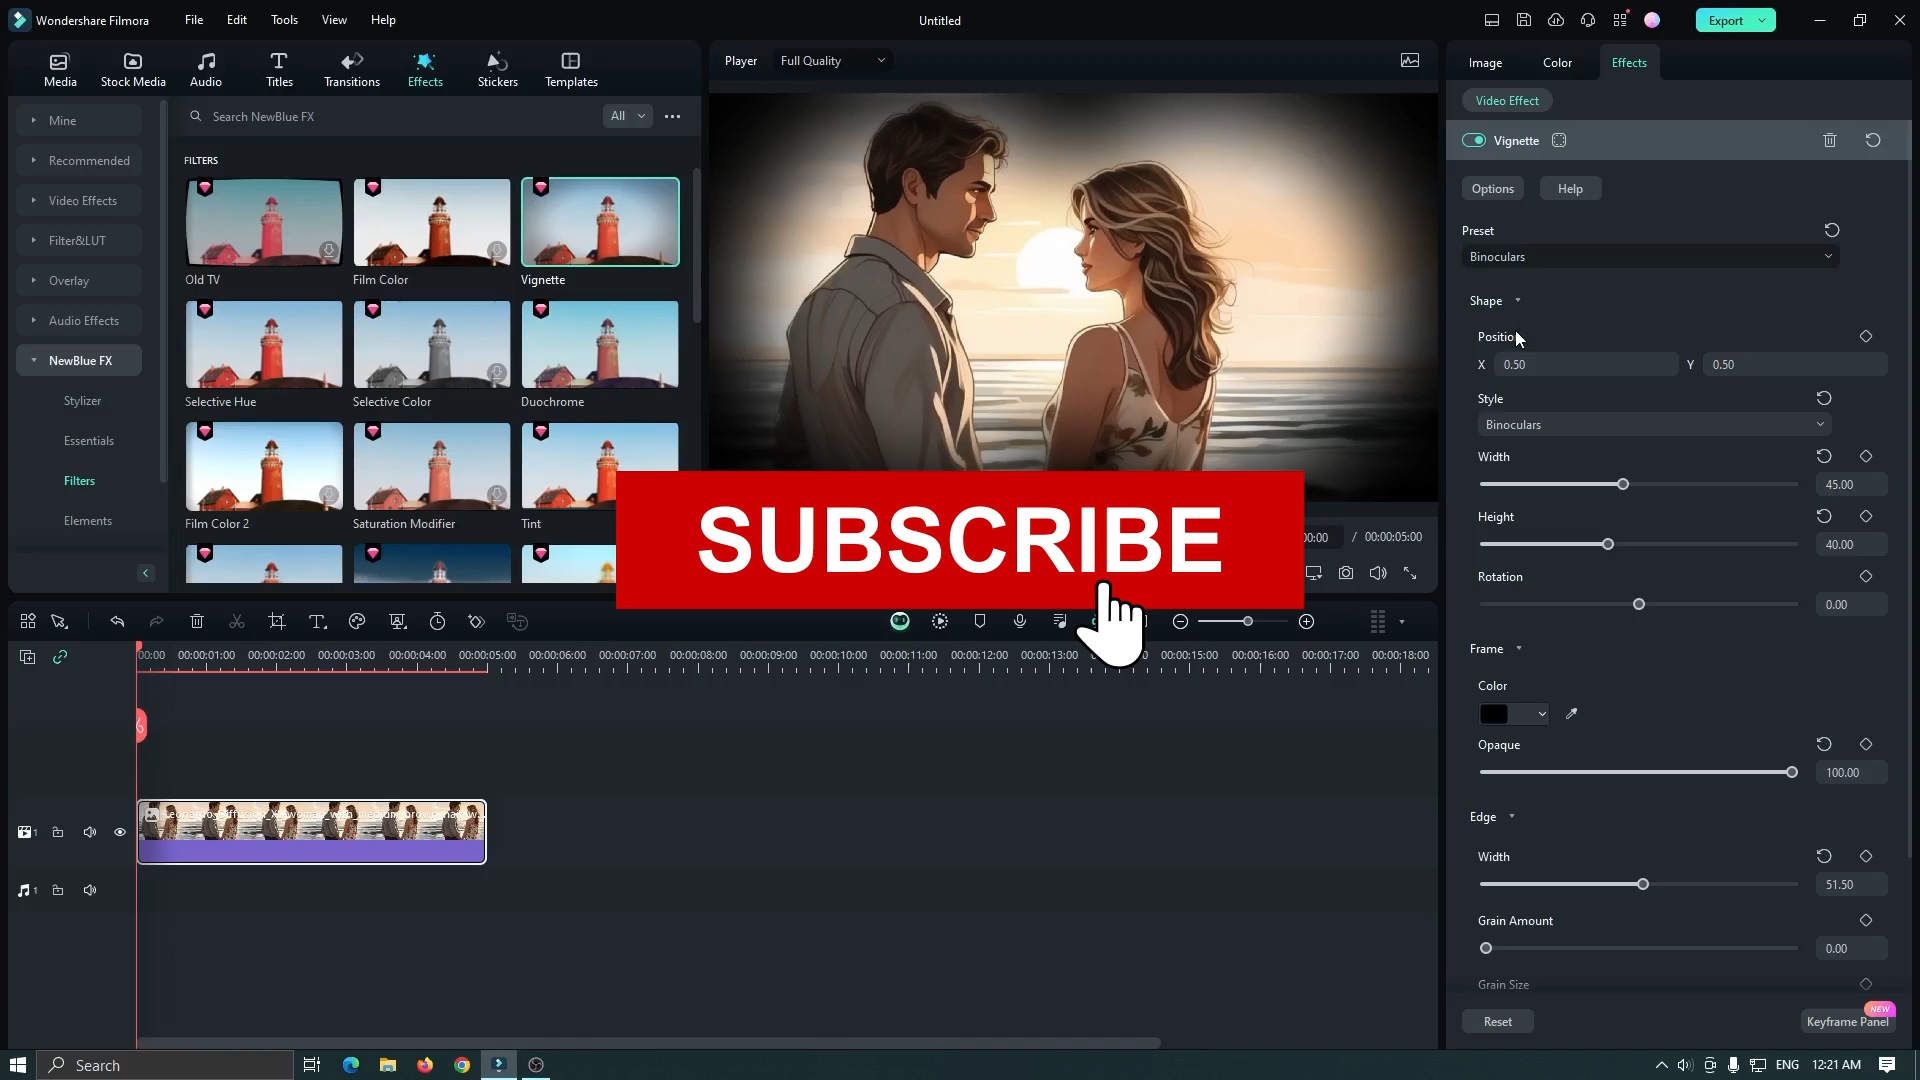 Wondershare Filmora
File Edit Tools View Help
Untitled
Export
Media Stock Media Audio Titles Transitions Effects Stickers Templates
Player Full Quality
Image Color Effects
Mine
Recommended
Video Effects
Filter&LUT
Overlay
Audio Effects
NewBlue FX
Stylizer
Essentials
Filters
Elements
Search NewBlue FX
All
FILTERS
Old TV Film Color Vignette
Selective Hue Selective Color Duochrome
Film Color 2 Saturation Modifier Tint
SUBSCRIBE
/ 00:00:05:00
Video Effect
Vignette
Options Help
Preset
Binoculars
Shape
Position
X 0.50 Y 0.50
Style
Binoculars
Width
45.00
Height
40.00
Rotation
0.00
Frame
Color
Opaque
100.00
Edge
Width
51.50
Grain Amount
0.00
Grain Size
NEW
Reset Keyframe Panel
00:00 00:00:01:00 00:00:02:00 00:00:03:00 00:00:04:00 00:00:05:00 00:00:06:00 00:00:07:00 00:00:08:00 00:00:09:00 00:00:10:00 00:00:11:00 00:00:12:00 00:00:13:00 00:00:15:00 00:00:16:00 00:00:17:00 00:00:18:00
1
1
Search
ENG 12:21 AM